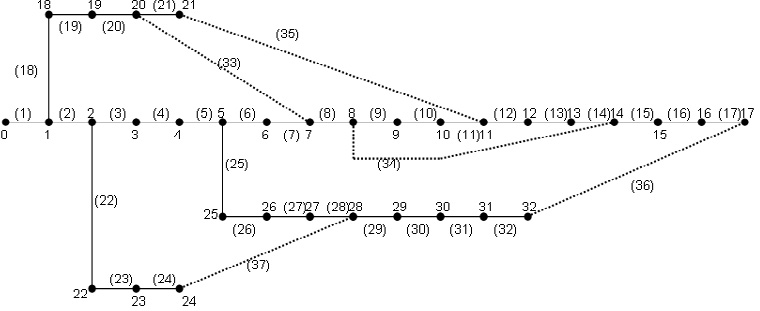 18 19 20 (21) 21
(19) (20)
(35)
(33)
(18)
(1) (2) 2 (3) (4) (5) 5 (6) (8) 8 (9) (10) (12) 12 (13)13 (14)14 (15) (16) 16 (17)17
0 1 3 4 6 (7) 7 9 10 (11)11 15
(34)
(25)
(36)
(22)
25 26 (27)27 (28)28 29 30 31 32
(26) (29) (30) (31) (32)
(37)
(23) (24)
22 23 24